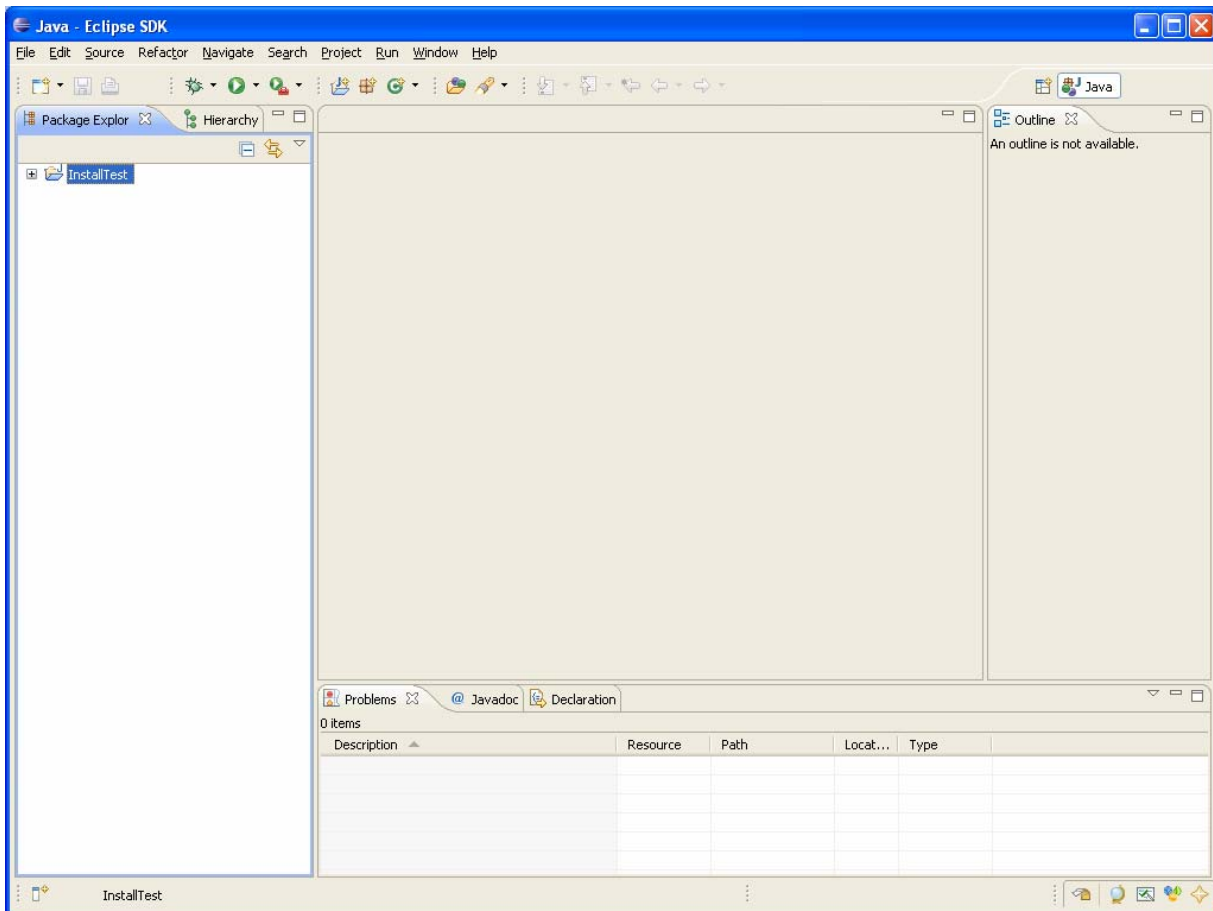 Java - Eclipse SDK
File Edit Source Refactor Navigate Search Project Run Window Help
Java
Package Explor Hierarchy
InstallTest
Outline
An outline is not available.
Problems @ Javadoc Declaration
0 items
Description Resource Path Locat... Type
InstallTest